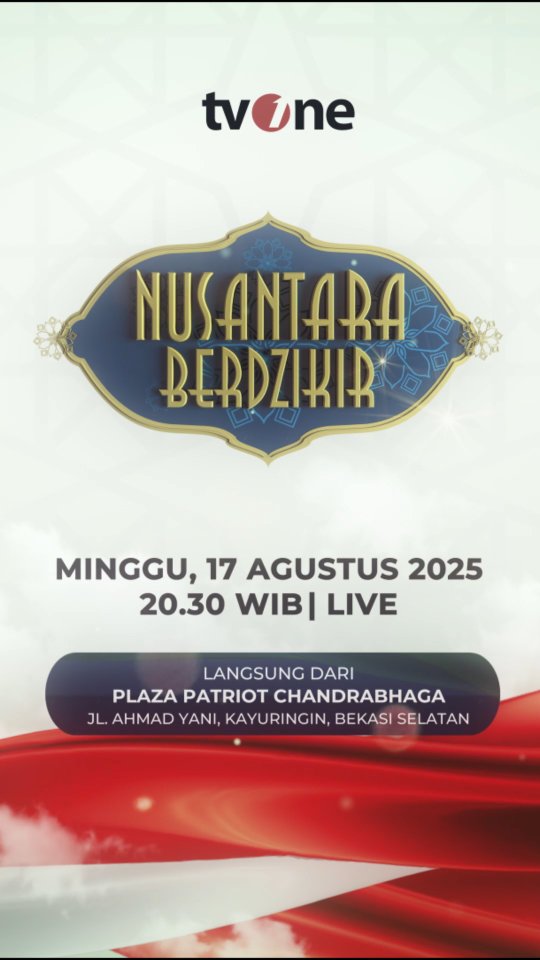 tvOne
NUSANTARA
BERDZIKIR
MINGGU, 17 AGUSTUS 2025
20.30 WIB | LIVE
LANGSUNG DARI
PLAZA PATRIOT CHANDRABHAGA
JL. AHMAD YANI, KAYURINGIN, BEKASI SELATAN